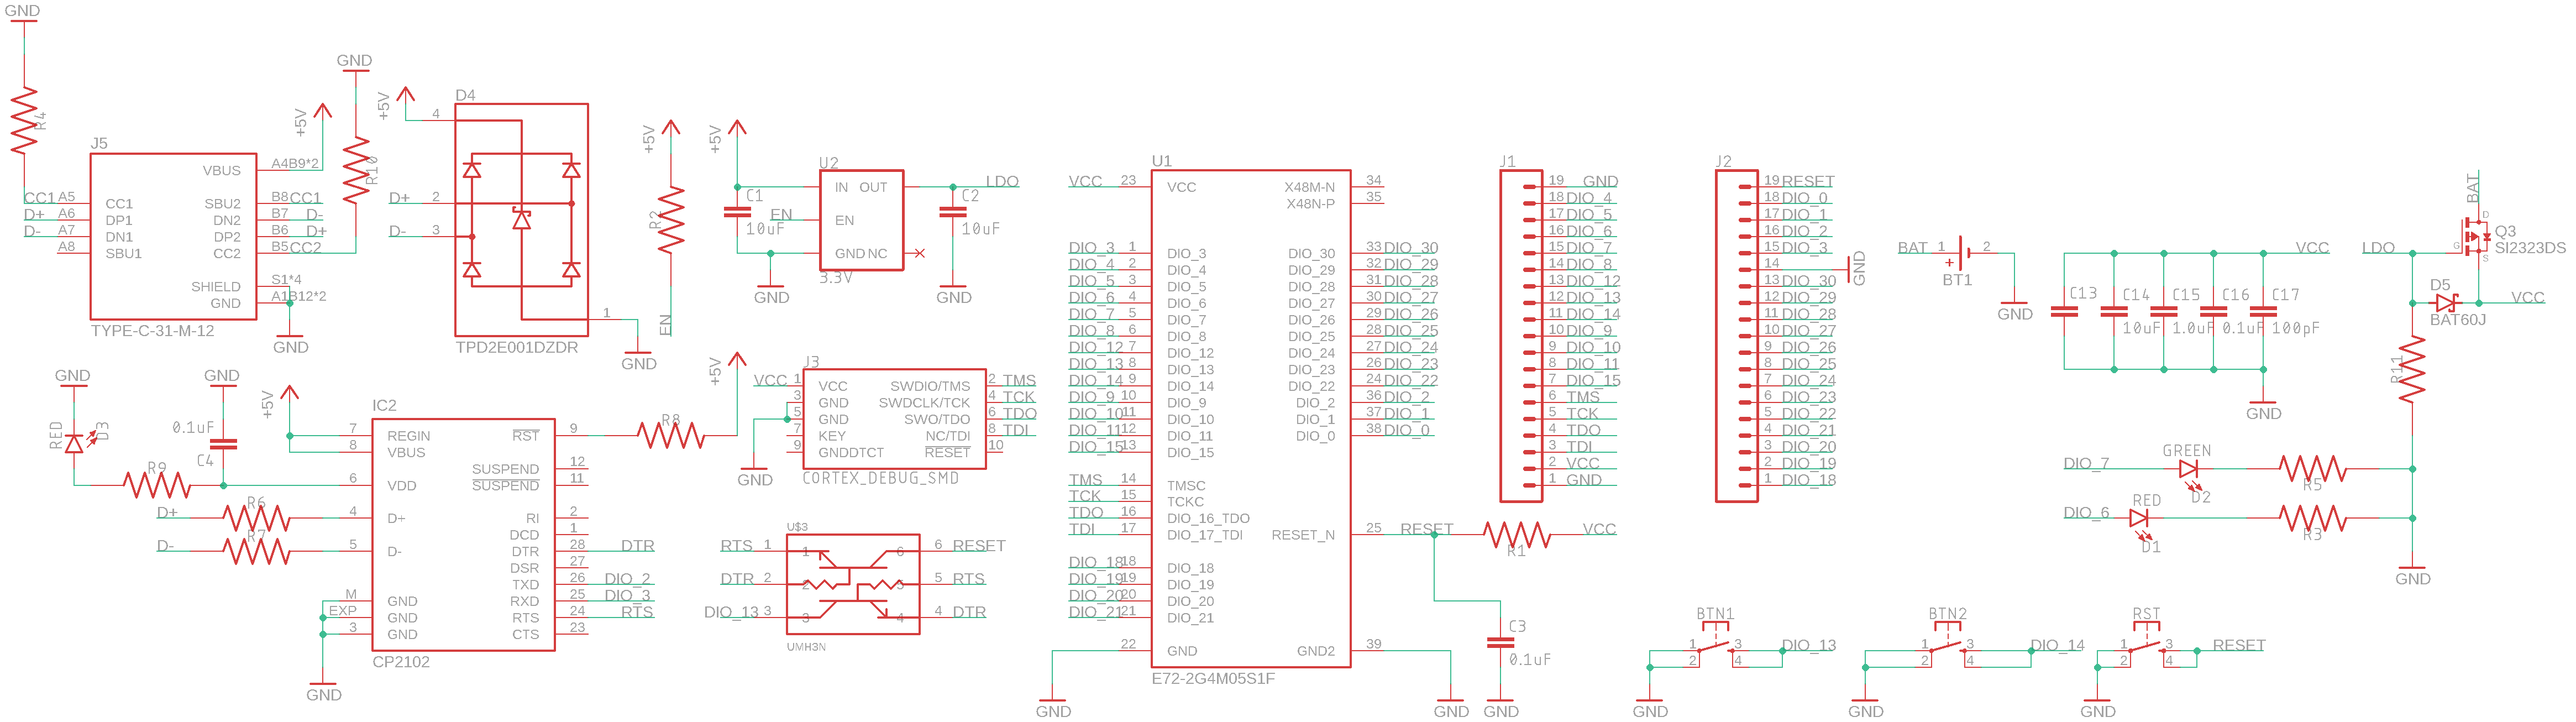 GND
R4
J5
CC1 A5 CC1
D+ A6 DP1
D- A7 DN1
A8 SBU1
VBUS A4B9*2
SBU2 B8 CC1
DN2 B7 D-
DP2 B6 D+
CC2 B5 CC2
SHIELD S1*4
GND A1B12*2
TYPE-C-31-M-12
GND
+5V
GND
R10
+5V
D4
4
D+ 2
D- 3
1
TPD2E001DZDR
GND
+5V
R2
EN
+5V
C1
10uF
EN
GND
U2
IN OUT
EN
GND NC
3.3V
LDO
C2
10uF
GND
GND
RED
D3
R9
GND
0.1uF
C4
+5V
D+ R6
D- R7
IC2
7 REGIN
8 VBUS
6 VDD
4 D+
5 D-
M GND
EXP GND
3 GND
RST 9
SUSPEND 12
SUSPEND 11
RI 2
DCD 1
DTR 28 DTR
DSR 27
TXD 26 DIO_2
RXD 25 DIO_3
RTS 24 RTS
CTS 23
CP2102
GND
R8
+5V
J3
VCC 1 VCC SWDIO/TMS 2 TMS
3 GND SWDCLK/TCK 4 TCK
5 GND SWO/TDO 6 TDO
7 KEY NC/TDI 8 TDI
9 GNDDTCT RESET 10
CORTEX_DEBUG_SMD
GND
U$3
RTS 1 1 6 6 RESET
DTR 2 2 5 5 RTS
DIO_13 3 3 4 4 DTR
UMH3N
U1
VCC 23 VCC X48M-N 34
X48N-P 35
DIO_3 1 DIO_3 DIO_30 33 DIO_30
DIO_4 2 DIO_4 DIO_29 32 DIO_29
DIO_5 3 DIO_5 DIO_28 31 DIO_28
DIO_6 4 DIO_6 DIO_27 30 DIO_27
DIO_7 5 DIO_7 DIO_26 29 DIO_26
DIO_8 6 DIO_8 DIO_25 28 DIO_25
DIO_12 7 DIO_12 DIO_24 27 DIO_24
DIO_13 8 DIO_13 DIO_23 26 DIO_23
DIO_14 9 DIO_14 DIO_22 24 DIO_22
DIO_9 10 DIO_9 DIO_2 36 DIO_2
DIO_10 11 DIO_10 DIO_1 37 DIO_1
DIO_11 12 DIO_11 DIO_0 38 DIO_0
DIO_15 13 DIO_15
TMS 14 TMSC
TCK 15 TCKC
TDO 16 DIO_16_TDO
TDI 17 DIO_17_TDI RESET_N 25 RESET
DIO_18 18 DIO_18
DIO_19 19 DIO_19
DIO_20 20 DIO_20
DIO_21 21 DIO_21
22 GND GND2 39
E72-2G4M05S1F
GND
GND
R1
VCC
C3
0.1uF
GND
J1
19 GND
18 DIO_4
17 DIO_5
16 DIO_6
15 DIO_7
14 DIO_8
13 DIO_12
12 DIO_13
11 DIO_14
10 DIO_9
9 DIO_10
8 DIO_11
7 DIO_15
6 TMS
5 TCK
4 TDO
3 TDI
2 VCC
1 GND
J2
19 RESET
18 DIO_0
17 DIO_1
16 DIO_2
15 DIO_3
14 GND
13 DIO_30
12 DIO_29
11 DIO_28
10 DIO_27
9 DIO_26
8 DIO_25
7 DIO_24
6 DIO_23
5 DIO_22
4 DIO_21
3 DIO_20
2 DIO_19
1 DIO_18
BAT 1 2
+
BT1
GND
VCC
C13 C14 C15 C16 C17
10uF 1.0uF 0.1uF 100pF
GND
BAT
D
G
S
Q3
SI2323DS
LDO
D5
BAT60J
VCC
R11
DIO_7
GREEN
D2
R5
DIO_6
RED
D1
R3
GND
BTN1
1 3 DIO_13
2 4
GND
BTN2
1 3 DIO_14
2 4
GND
RST
1 3 RESET
2 4
GND